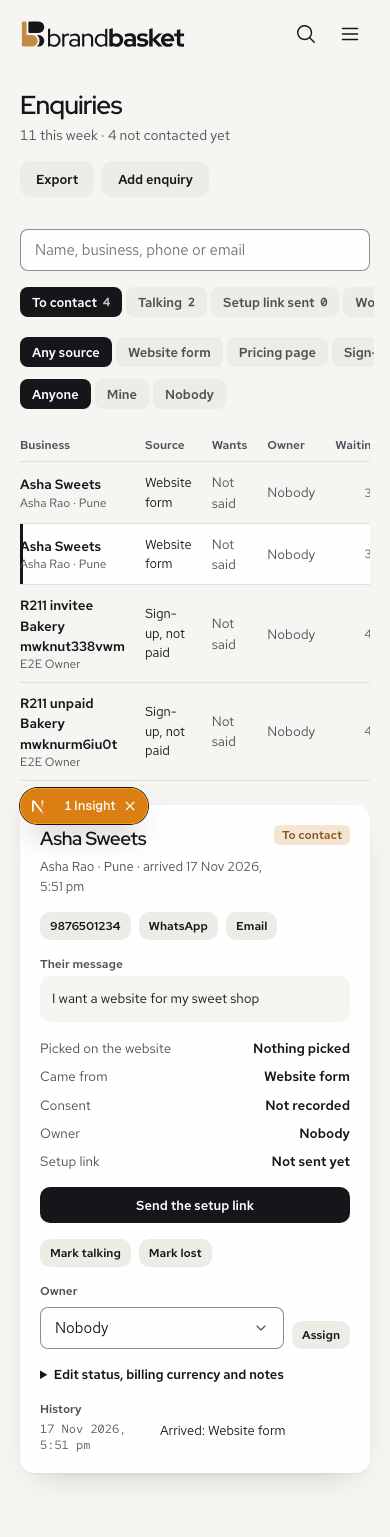 brandbasket
Enquiries
11 this week · 4 not contacted yet
Export Add enquiry
Name, business, phone or email
To contact 4 Talking 2 Setup link sent 0 Wo
Any source Website form Pricing page Sign-
Anyone Mine Nobody
Business Source Wants Owner Waitin
Asha Sweets
Asha Rao · Pune
Website
form
Not
said
Nobody
3
Asha Sweets
Asha Rao · Pune
Website
form
Not
said
Nobody
3
R211 invitee
Bakery
mwknut338vwm
E2E Owner
Sign-
up, not
paid
Not
said
Nobody
4
R211 unpaid
Bakery
mwknurm6iu0t
E2E Owner
Sign-
up, not
paid
Not
said
Nobody
4
N 1 Insight
Asha Sweets To contact
Asha Rao · Pune · arrived 17 Nov 2026,
5:51 pm
9876501234 WhatsApp Email
Their message
I want a website for my sweet shop
Picked on the website Nothing picked
Came from Website form
Consent Not recorded
Owner Nobody
Setup link Not sent yet
Send the setup link
Mark talking Mark lost
Owner
Nobody Assign
Edit status, billing currency and notes
History
17 Nov 2026,
5:51 pm
Arrived: Website form